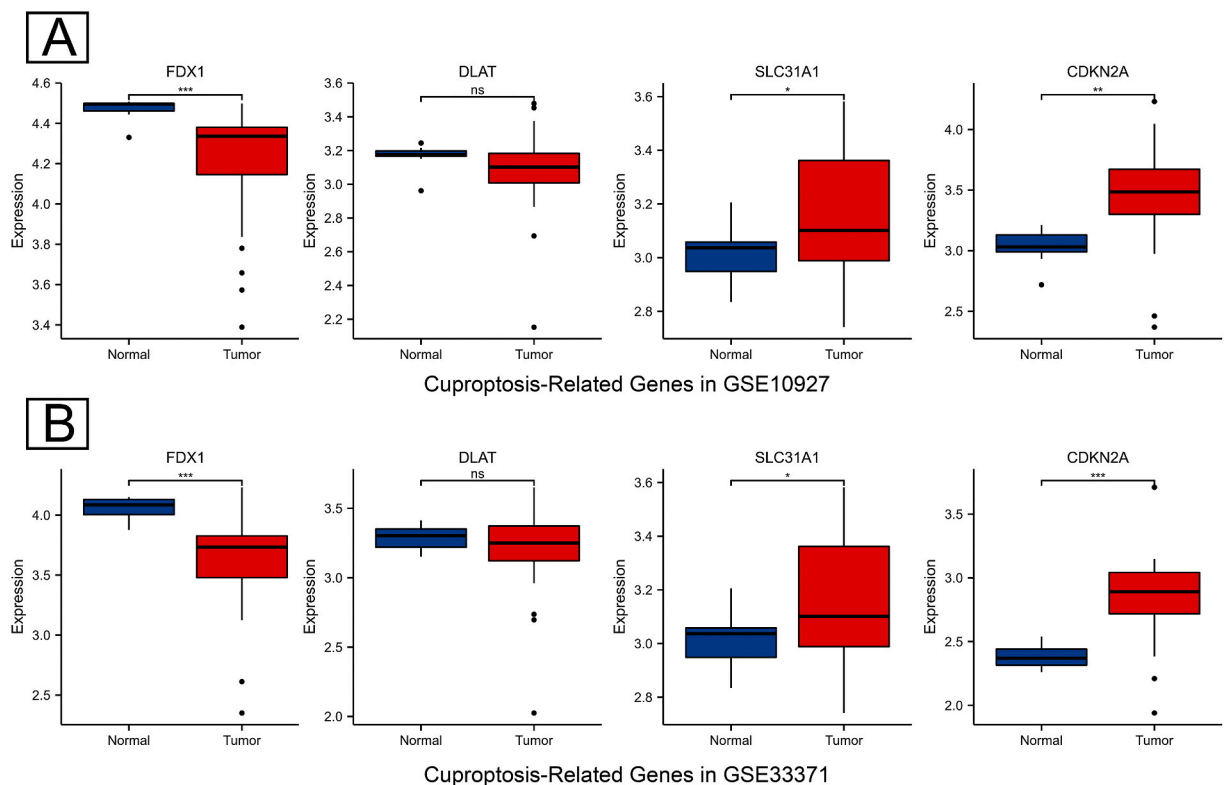 A
FDX1 DLAT SLC31A1 CDKN2A
*** ns * **
4.6 4.4 4.2 4.0 3.8 3.6 3.4
Expression
Normal Tumor
3.6 3.4 3.2 3.0 2.8 2.6 2.4 2.2
Expression
Normal Tumor
3.6 3.4 3.2 3.0 2.8
Expression
Normal Tumor
4.0 3.5 3.0 2.5
Expression
Normal Tumor
Cuproptosis-Related Genes in GSE10927
B
FDX1 DLAT SLC31A1 CDKN2A
*** ns * ***
4.0 3.5 3.0 2.5
Expression
Normal Tumor
3.5 3.0 2.5 2.0
Expression
Normal Tumor
3.6 3.4 3.2 3.0 2.8
Expression
Normal Tumor
3.5 3.0 2.5 2.0
Expression
Normal Tumor
Cuproptosis-Related Genes in GSE33371